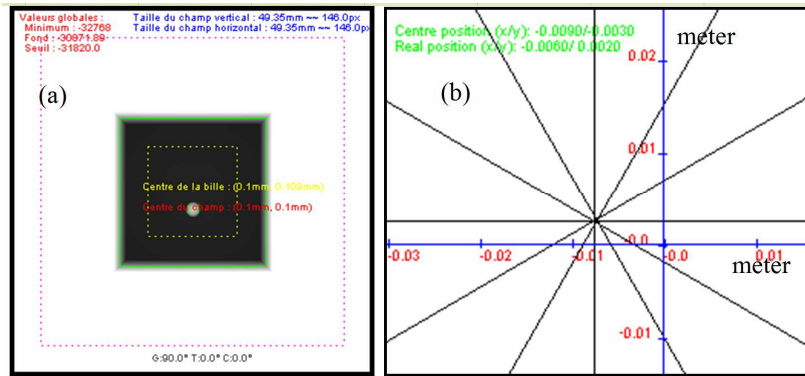 Valeurs globales :
Minimum : -32768
Fond : -30871.89
Seuil : -31820.0
Taille du champ vertical : 49.35mm ~~ 146.0px
Taille du champ horizontal : 49.35mm ~~ 146.0px
(a)
Centre de la bille : (0.1mm, 0.109mm)
Centre du champ : (0.1mm, 0.1mm)
G:90.0° T:0.0° C:0.0°
Centre position (x/y): -0.0090/-0.0030
Real position (x/y): -0.0060/ 0.0020
meter
(b)
0.02
0.01
-0.0
-0.03 -0.02 -0.01 -0.0 0.01
meter
-0.01